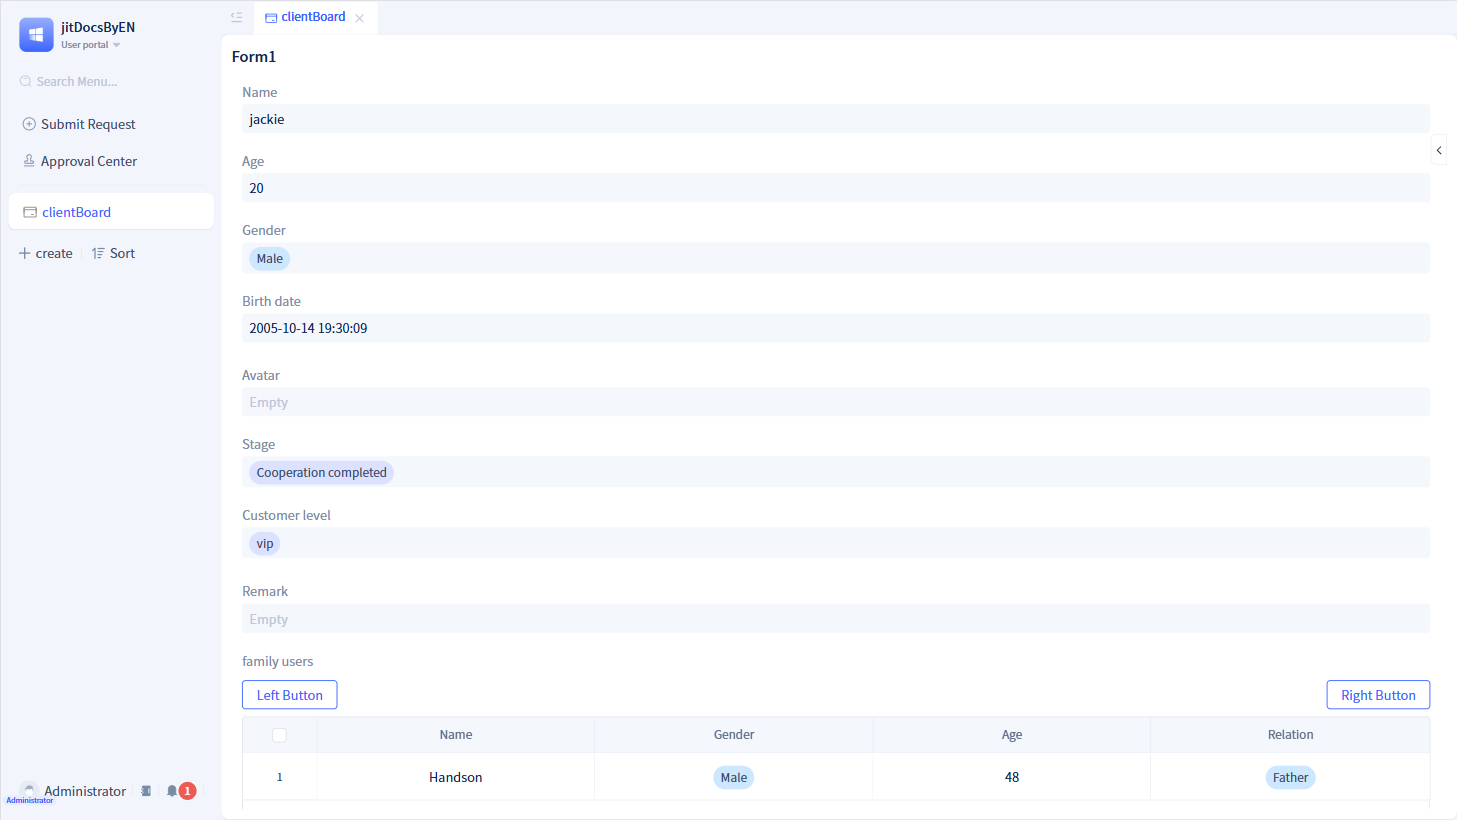 jitDocsByEN
User portal
Search Menu...
Submit Request
Approval Center
clientBoard
create
Sort
Administrator
1
Administrator
clientBoard
Form1
Name
jackie
Age
20
Gender
Male
Birth date
2005-10-14 19:30:09
Avatar
Empty
Stage
Cooperation completed
Customer level
vip
Remark
Empty
family users
Left Button
Right Button
Name Gender Age Relation
1 Handson Male 48 Father